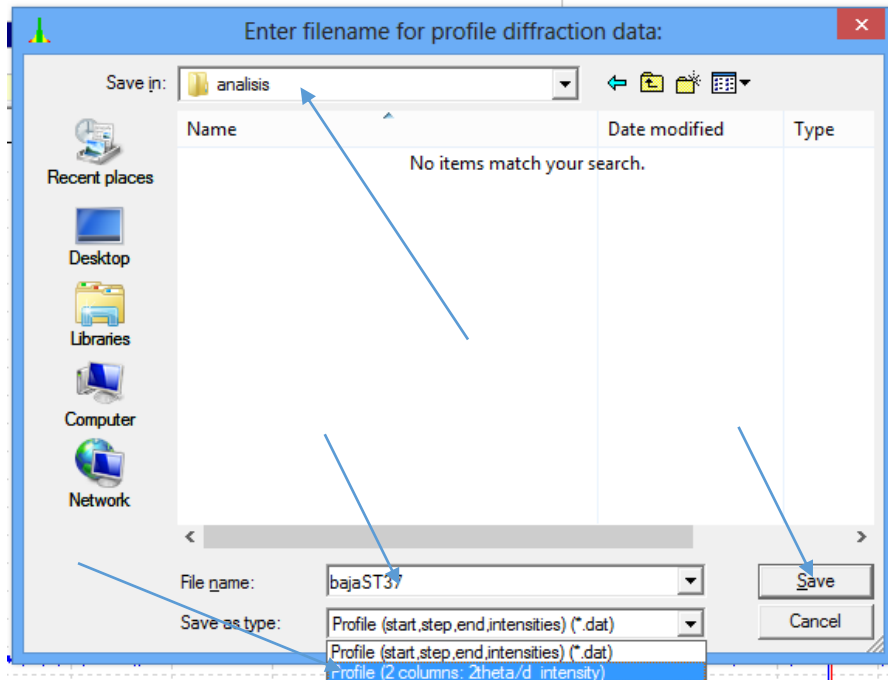 Enter filename for profile diffraction data:
Save in: analisis
Name Date modified Type
No items match your search.
Recent places
Desktop
Libraries
Computer
Network
File name: bajaST37 Save
Save as type: Profile (start,step,end,intensities) (*.dat) Cancel
Profile (start,step,end,intensities) (*.dat)
Profile (2 columns: 2theta/d intensity)